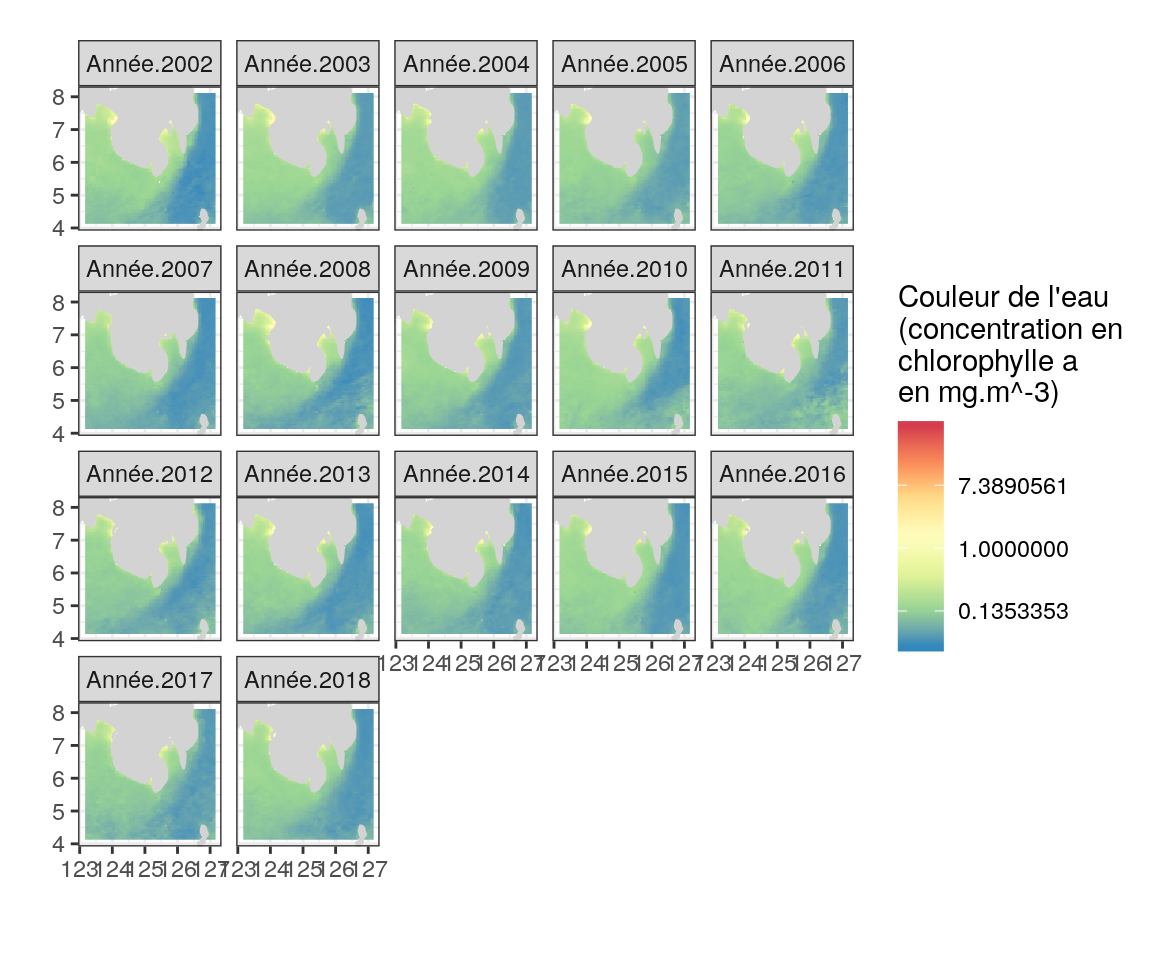 Année.2002 Année.2003 Année.2004 Année.2005 Année.2006
8
7
6
5
4
Année.2007 Année.2008 Année.2009 Année.2010 Année.2011
8
7
6
5
4
Année.2012 Année.2013 Année.2014 Année.2015 Année.2016
8
7
6
5
4
123 124 125 126 127 123 124 125 126 127 123 124 125 126 127
Année.2017 Année.2018
8
7
6
5
4
123 124 125 126 127 123 124 125 126 127
Couleur de l'eau
(concentration en
chlorophylle a
en mg.m^-3)
7.3890561
1.0000000
0.1353353